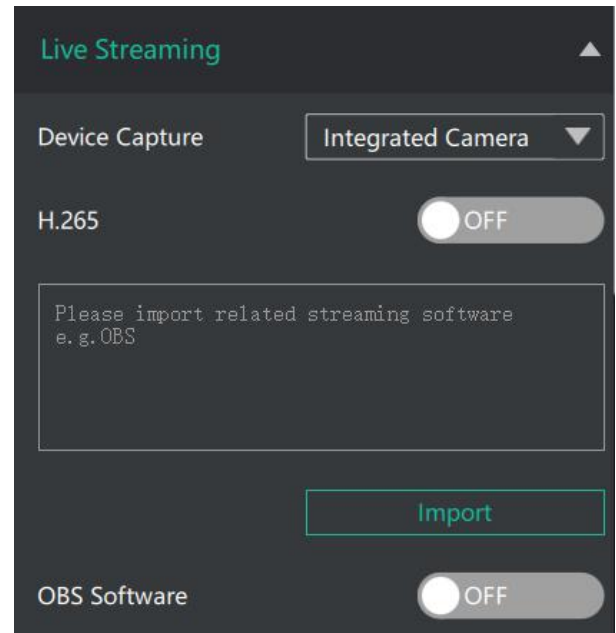 Live Streaming
Device Capture
Integrated Camera
H.265
OFF
Please import related streaming software
e.g.OBS
Import
OBS Software
OFF